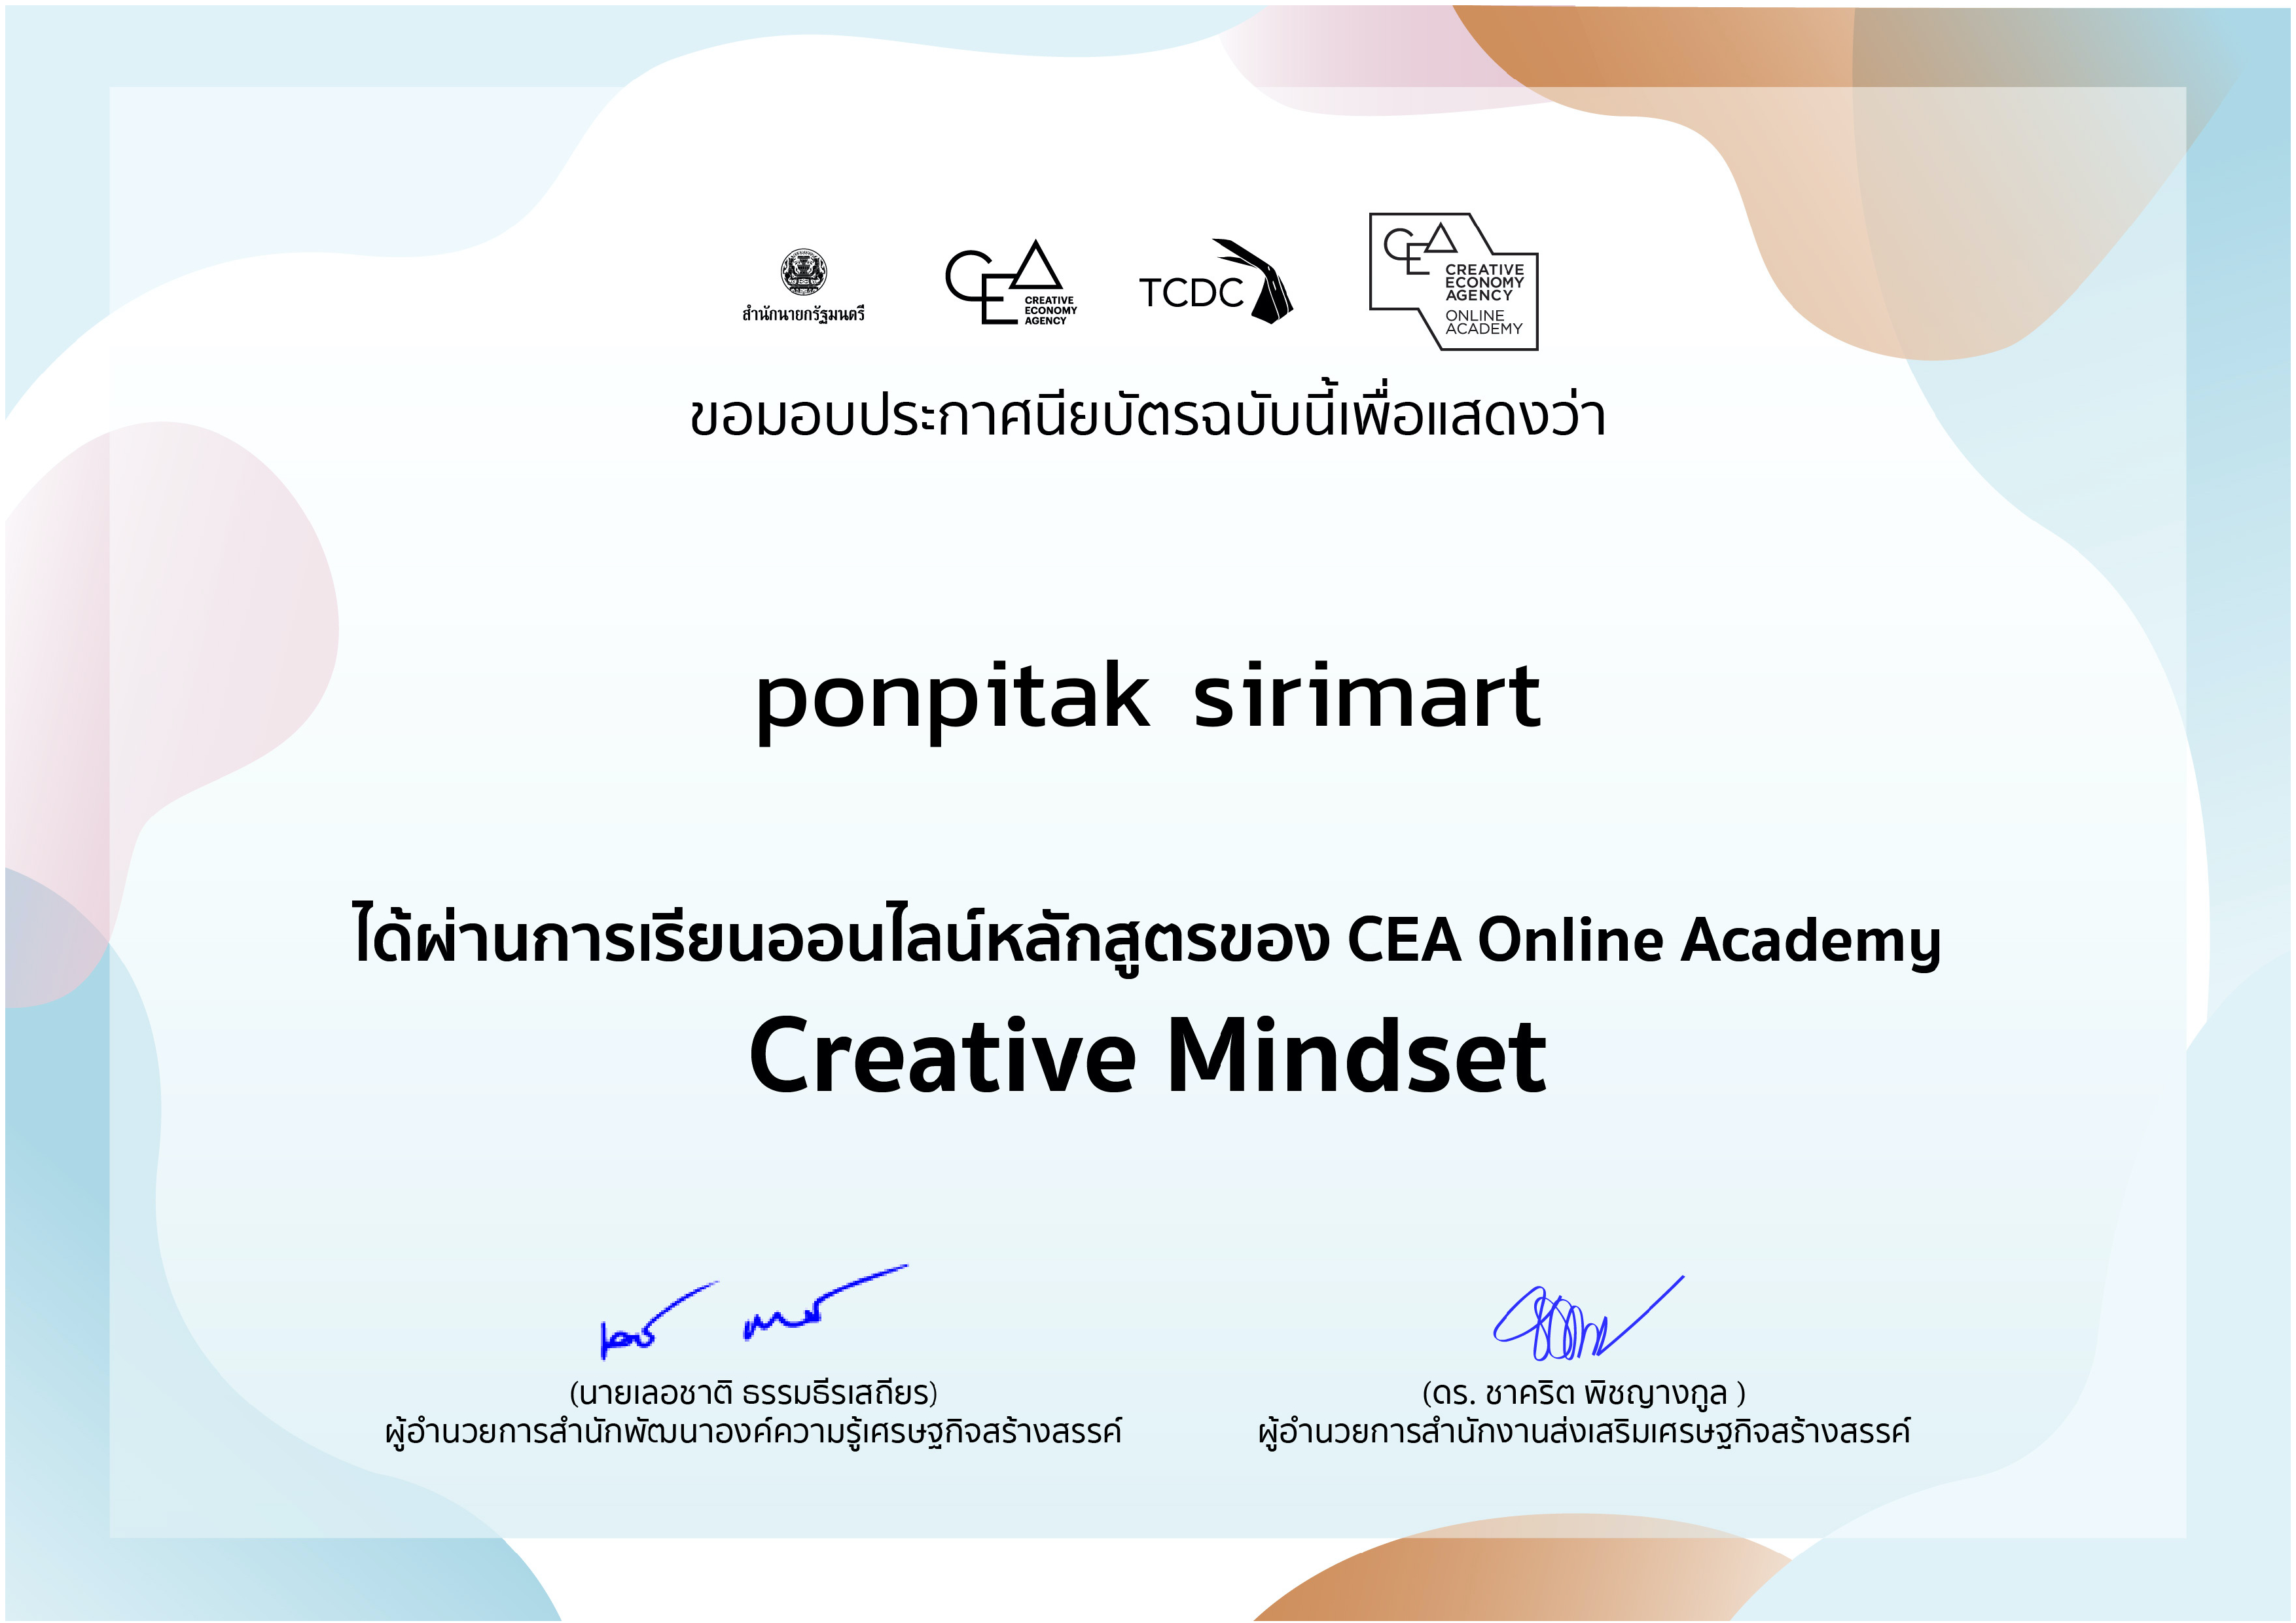 สำนักนายกรัฐมนตรี
CEA
CREATIVE
ECONOMY
AGENCY
TCDC
CEA
CREATIVE
ECONOMY
AGENCY
ONLINE
ACADEMY
ขอมอบประกาศนียบัตรฉบับนี้เพื่อแสดงว่า
ponpitak sirimart
ได้ผ่านการเรียนออนไลน์หลักสูตรของ CEA Online Academy
Creative Mindset
(นายเลอชาติ ธรรมธีรเสถียร)
ผู้อำนวยการสำนักพัฒนาองค์ความรู้เศรษฐกิจสร้างสรรค์
(ดร. ชาคริต พิชญางกูล )
ผู้อำนวยการสำนักงานส่งเสริมเศรษฐกิจสร้างสรรค์